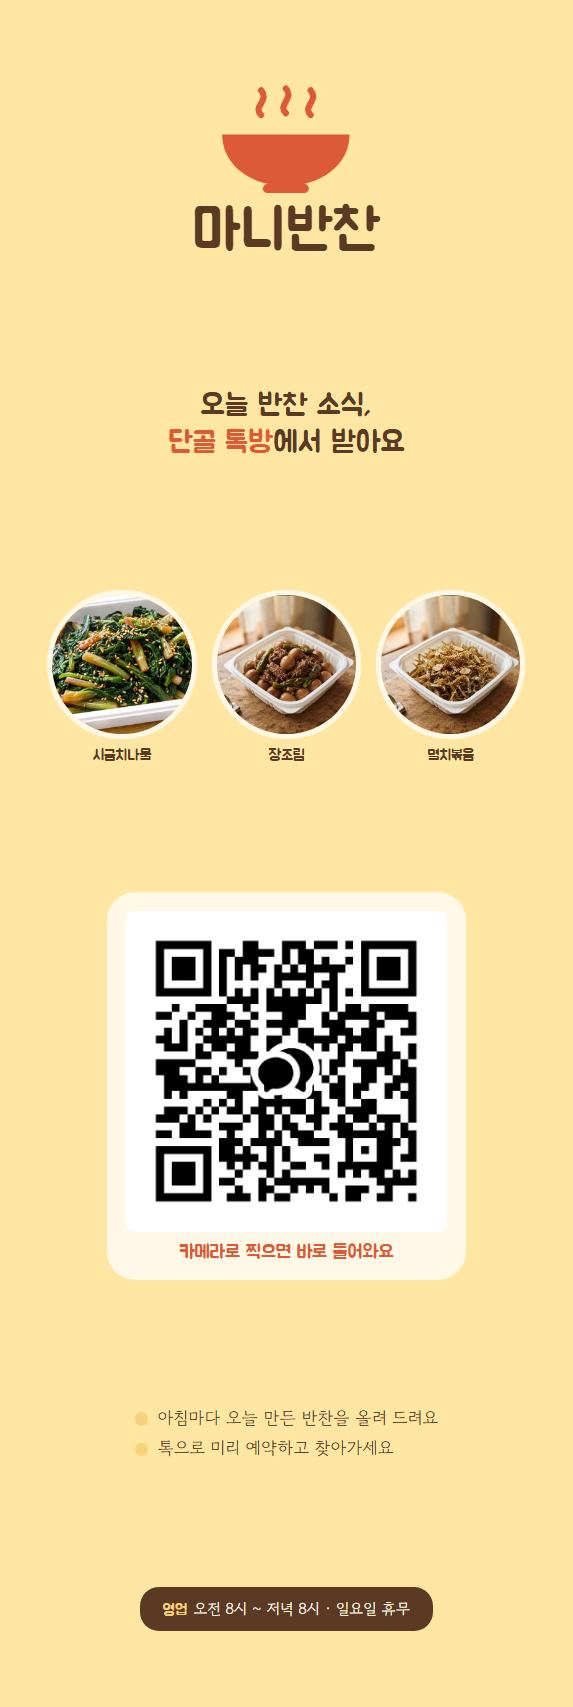 마니반찬
오늘 반찬 소식,
단골 톡방에서 받아요
시금치나물
장조림
멸치볶음
카메라로 찍으면 바로 들어와요
아침마다 오늘 만든 반찬을 올려 드려요
톡으로 미리 예약하고 찾아가세요
영업 오전 8시 ~ 저녁 8시 · 일요일 휴무